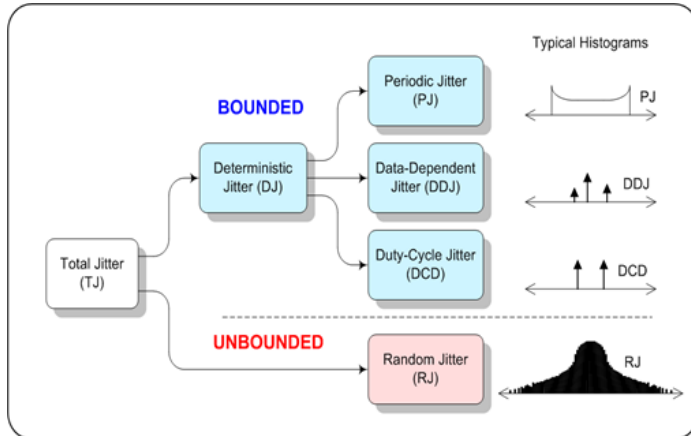 Typical Histograms
Periodic Jitter
(PJ)
PJ
BOUNDED
Deterministic
Jitter (DJ)
Data-Dependent
Jitter (DDJ)
DDJ
Total Jitter
(TJ)
Duty-Cycle Jitter
(DCD)
DCD
UNBOUNDED
Random Jitter
(RJ)
RJ